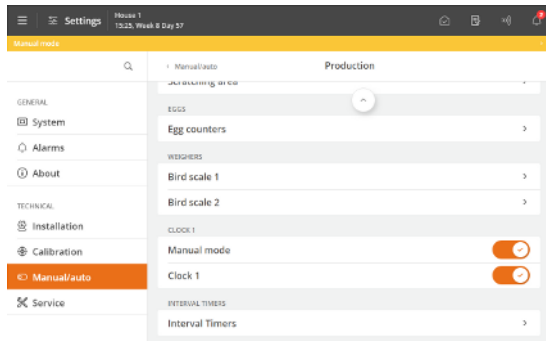 Settings
House 1
15:25, Week 8 Day 57
2
Manual mode
Manual/auto
Production
Scratching area
GENERAL
System
Alarms
About
TECHNICAL
Installation
Calibration
Manual/auto
Service
EGGS
Egg counters
WEIGHERS
Bird scale 1
Bird scale 2
CLOCK 1
Manual mode
Clock 1
INTERVAL TIMERS
Interval Timers